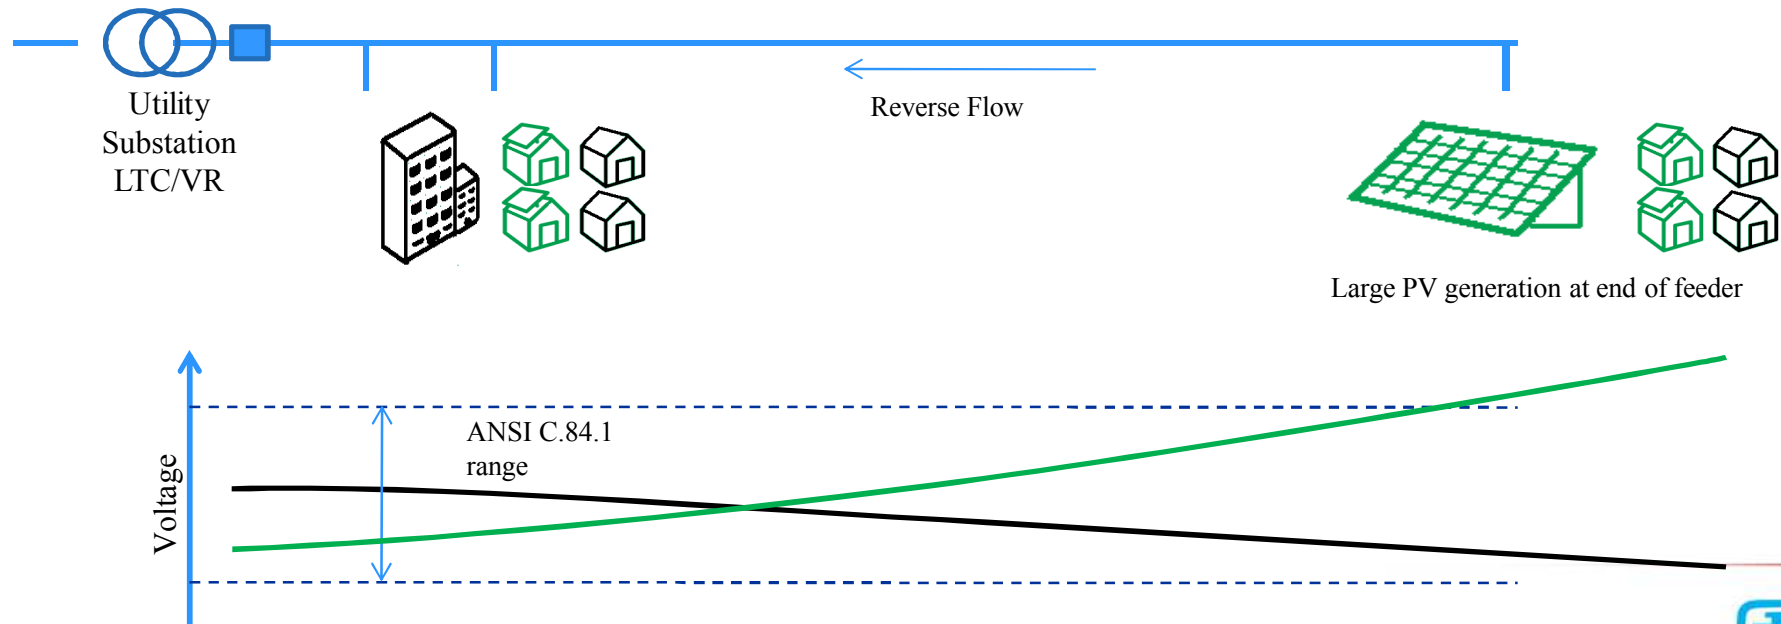 Utility
Substation
LTC/VR
Reverse Flow
Large PV generation at end of feeder
ANSI C.84.1
range
Voltage